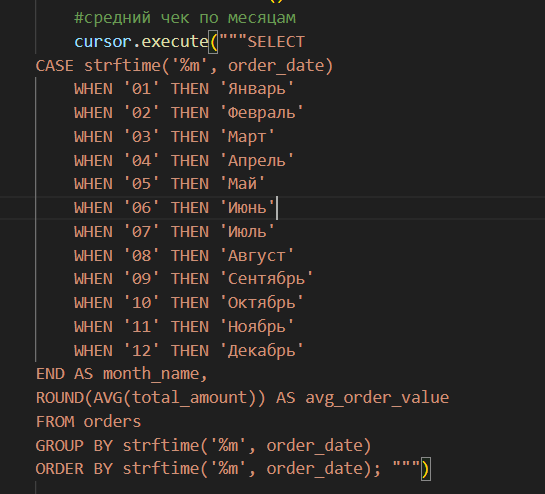 #средний чек по месяцам
cursor.execute("""SELECT
CASE strftime('%m', order_date)
WHEN '01' THEN 'Январь'
WHEN '02' THEN 'Февраль'
WHEN '03' THEN 'Март'
WHEN '04' THEN 'Апрель'
WHEN '05' THEN 'Май'
WHEN '06' THEN 'Июнь'
WHEN '07' THEN 'Июль'
WHEN '08' THEN 'Август'
WHEN '09' THEN 'Сентябрь'
WHEN '10' THEN 'Октябрь'
WHEN '11' THEN 'Ноябрь'
WHEN '12' THEN 'Декабрь'
END AS month_name,
ROUND(AVG(total_amount)) AS avg_order_value
FROM orders
GROUP BY strftime('%m', order_date)
ORDER BY strftime('%m', order_date); """)